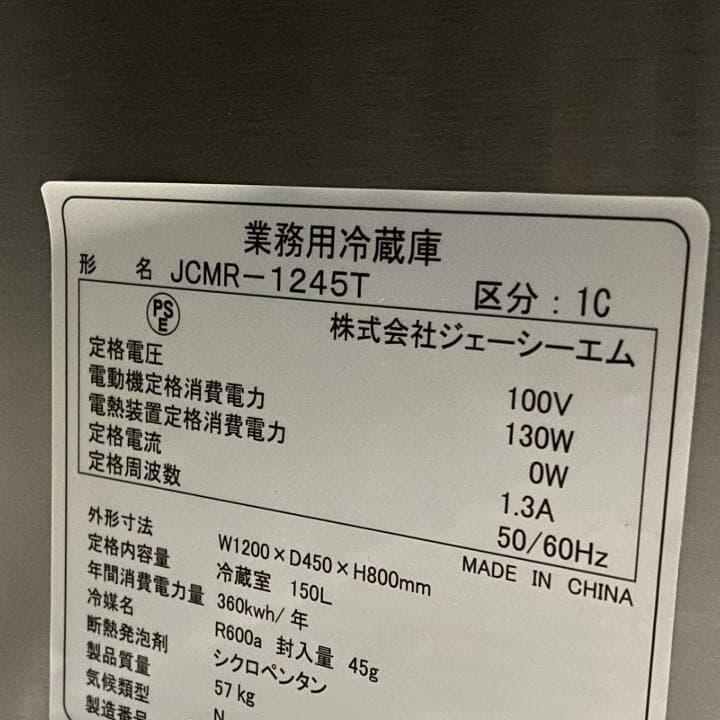 業務用冷蔵庫
形 名 JCMR-1245T 区分:1C
PSE 株式会社ジェーシーエム
定格電圧 100V
電動機定格消費電力 130W
電熱装置定格消費電力 0W
定格電流 1.3A
定格周波数 50/60Hz
MADE IN CHINA
外形寸法 W1200×D450×H800mm
定格内容量 冷蔵室 150L
年間消費電力量 360kwh/年
冷媒名 R600a 封入量 45g
断熱発泡剤 シクロペンタン
製品質量 57kg
気候類型 N
製造番号